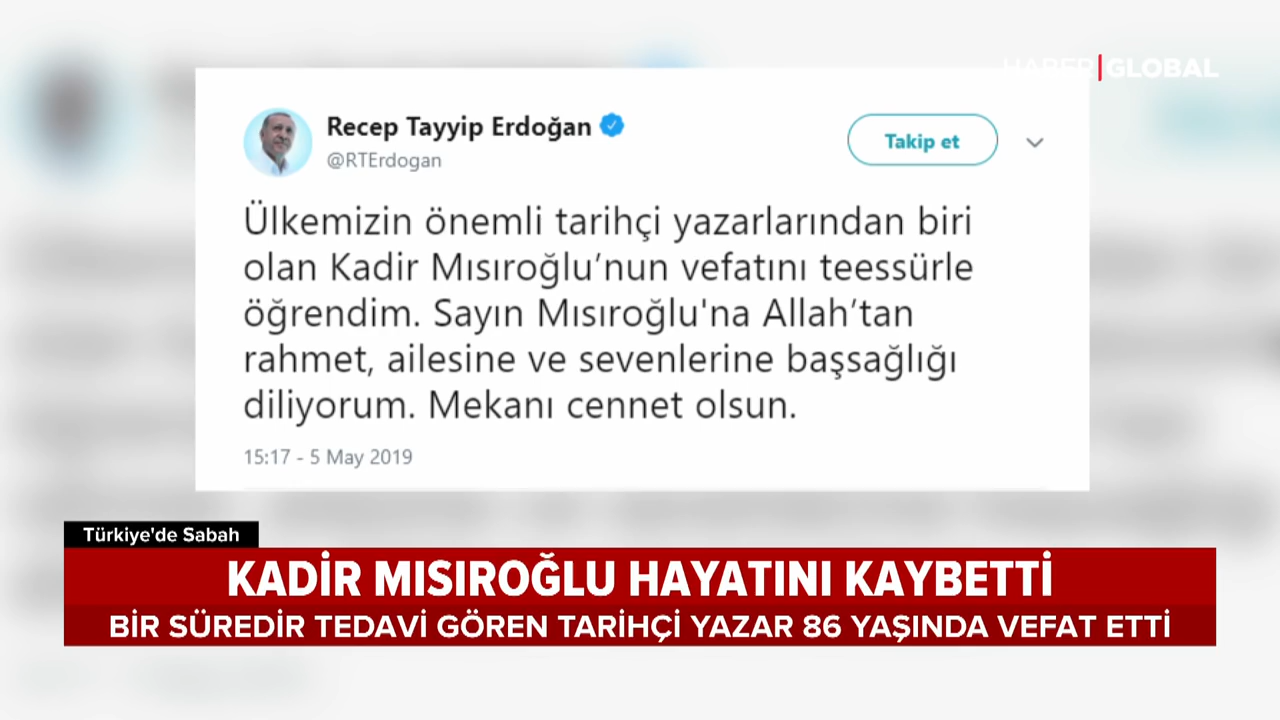 HABER GLOBAL
Recep Tayyip Erdoğan
@RTErdogan
Takip et
Ülkemizin önemli tarihçi yazarlarından biri
olan Kadir Mısıroğlu’nun vefatını teessürle
öğrendim. Sayın Mısıroğlu'na Allah’tan
rahmet, ailesine ve sevenlerine başsağlığı
diliyorum. Mekanı cennet olsun.
15:17 - 5 May 2019
Türkiye'de Sabah
KADİR MISIROĞLU HAYATINI KAYBETTİ
BİR SÜREDİR TEDAVİ GÖREN TARİHÇİ YAZAR 86 YAŞINDA VEFAT ETTİ